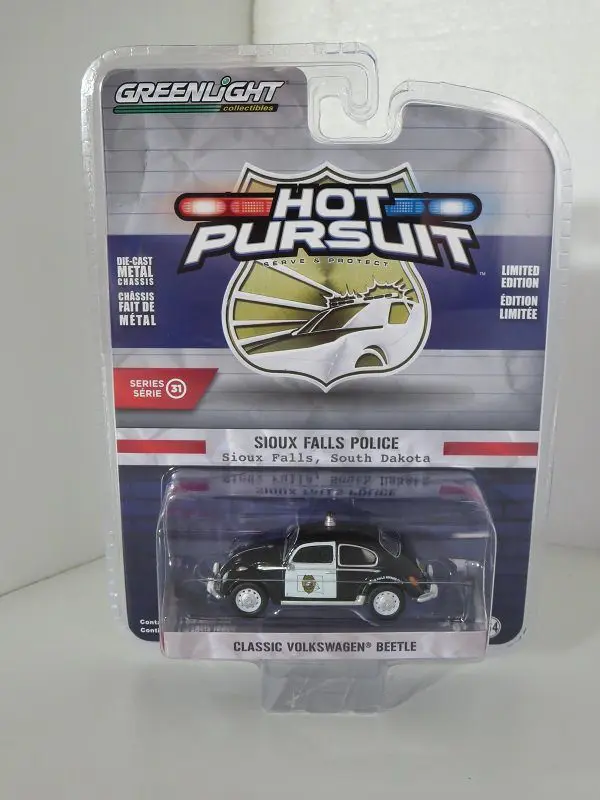 GREENLIGHT
collectibles
HOT
PURSUIT
SERVE & PROTECT
™
DIE-CAST
METAL
CHASSIS
CHÂSSIS
FAIT DE
MÉTAL
LIMITED
EDITION
ÉDITION
LIMITÉE
SERIES
SÉRIE
31
SIOUX FALLS POLICE
Sioux Falls, South Dakota
CLASSIC VOLKSWAGEN® BEETLE